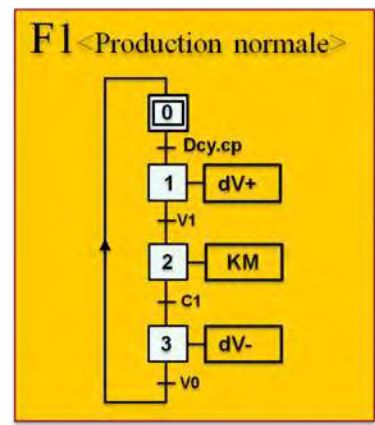 F1<Production normale>
0
Dcy.cp
1 dV+
V1
2 KM
C1
3 dV-
V0